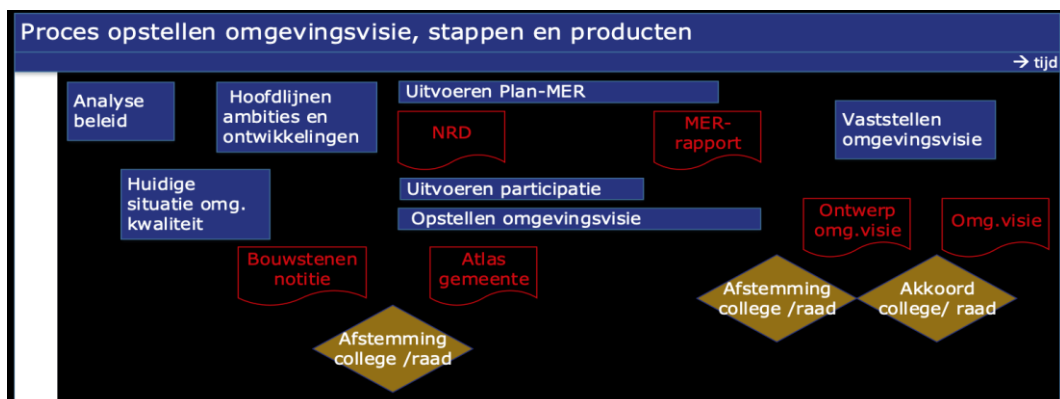 Proces opstellen omgevingsvisie, stappen en producten
→ tijd
Analyse
beleid
Hoofdlijnen
ambities en
ontwikkelingen
Uitvoeren Plan-MER
NRD
MER-
rapport
Vaststellen
omgevingsvisie
Huidige
situatie omg.
kwaliteit
Uitvoeren participatie
Opstellen omgevingsvisie
Ontwerp
omg.visie
Omg.visie
Bouwstenen
notitie
Atlas
gemeente
Afstemming
college /raad
Akkoord
college/ raad
Afstemming
college /raad